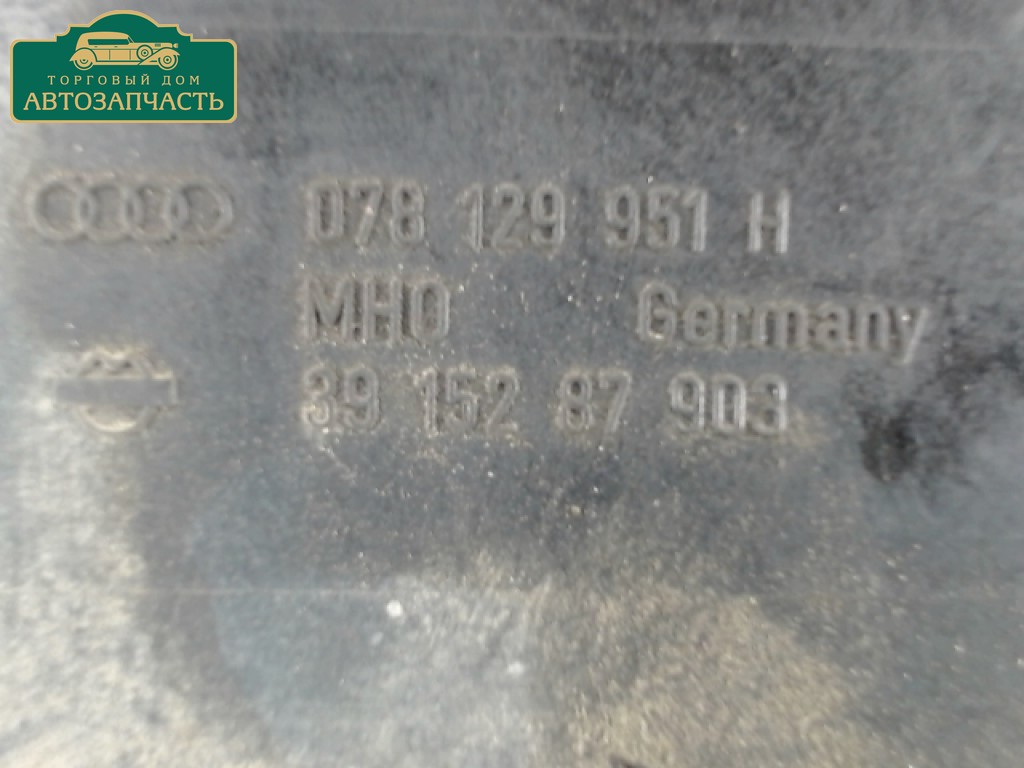 ТОРГОВЫЙ ДОМ
АВТОЗАПЧАСТЬ
078 129 951 H
MHO Germany
39 152 87 903